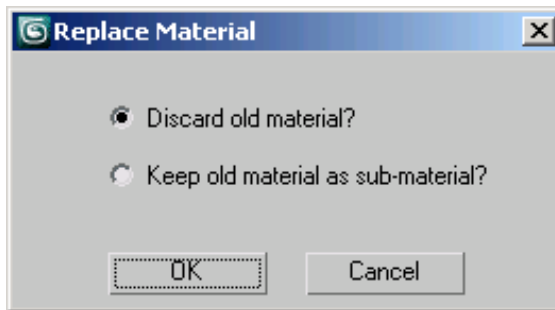 Replace Material
Discard old material?
Keep old material as sub-material?
OK
Cancel